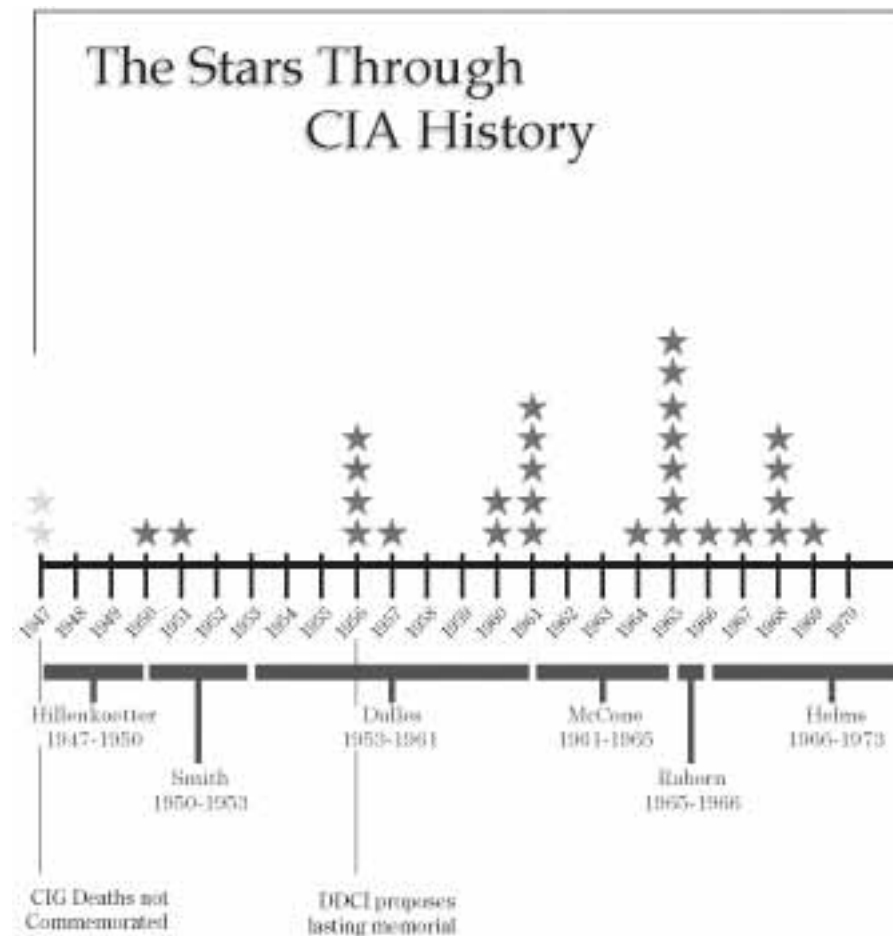 The Stars Through
CIA History
1947
1948
1949
1950
1951
1952
1953
1954
1955
1956
1957
1958
1959
1960
1961
1962
1963
1964
1965
1966
1967
1968
1969
1970
Hillenkoetter
1947-1950
Smith
1950-1953
Dulles
1953-1961
McCone
1961-1965
Raborn
1965-1966
Helms
1966-1973
CIG Deaths not
Commemorated
DDCI proposes
lasting memorial